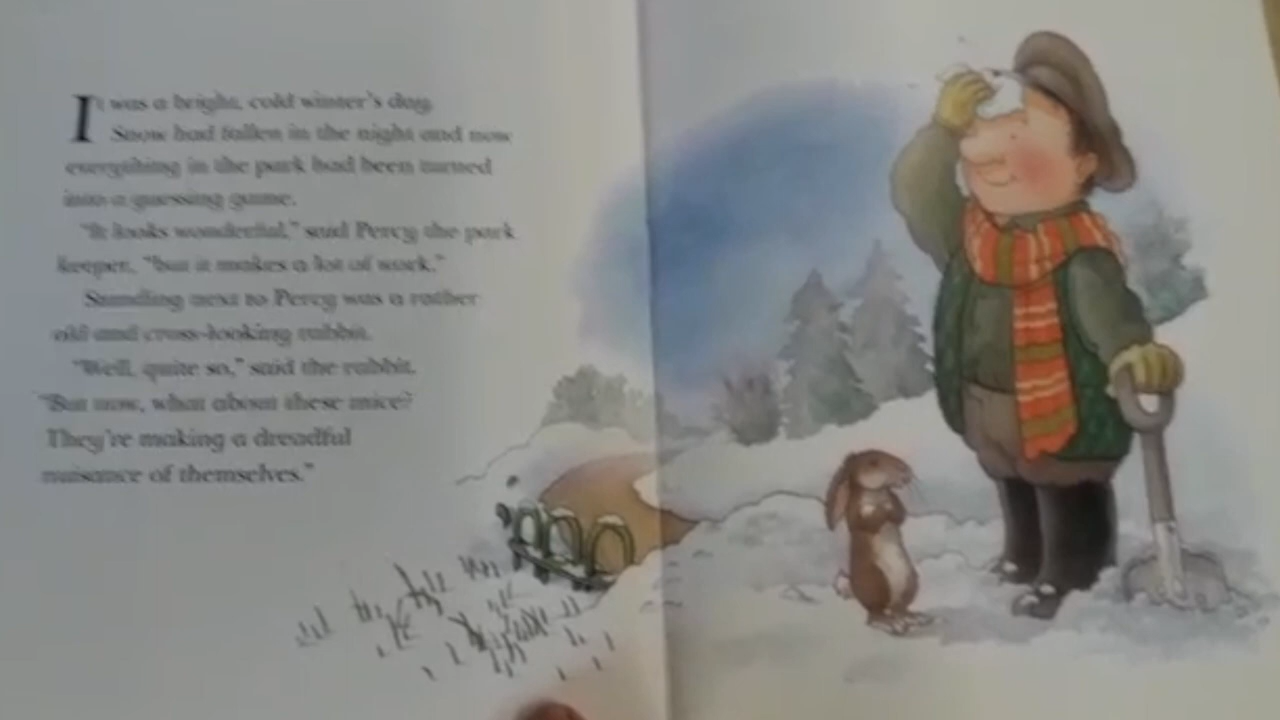 It was a bright, cold winter's day.
Snow had fallen in the night and now
everything in the park had been turned
into a guessing game.
"It looks wonderful," said Percy the park
keeper, "but it makes a lot of work."
Standing next to Percy was a rather
old and cross-looking rabbit.
"Well, quite so," said the rabbit.
"But now, what about these mice?
They're making a dreadful
nuisance of themselves."